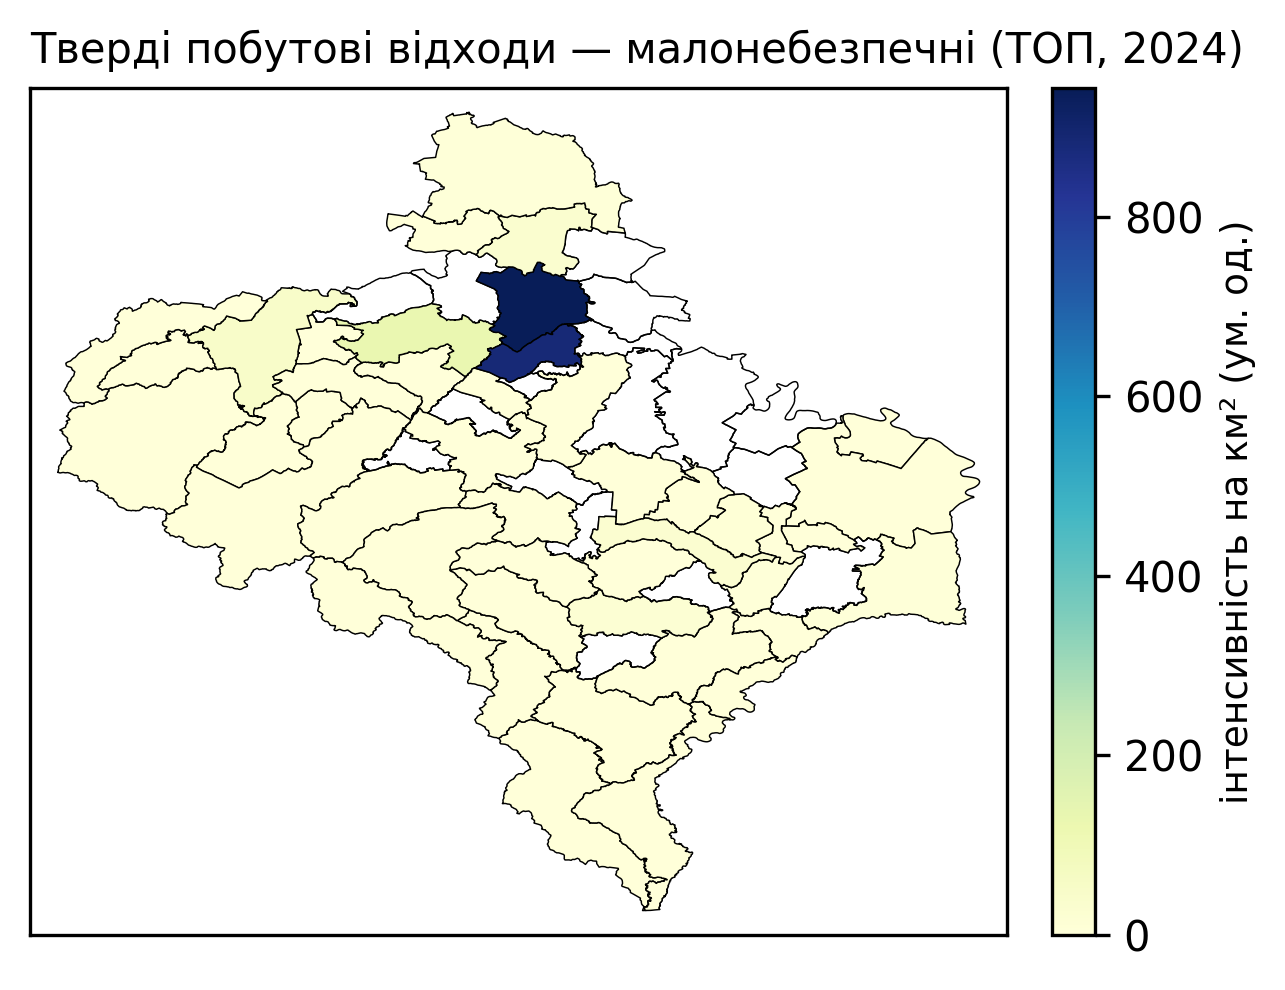 Тверді побутові відходи — малонебезпечні (ТОП, 2024)
800
600
400
200
0
інтенсивність на км² (ум. од.)